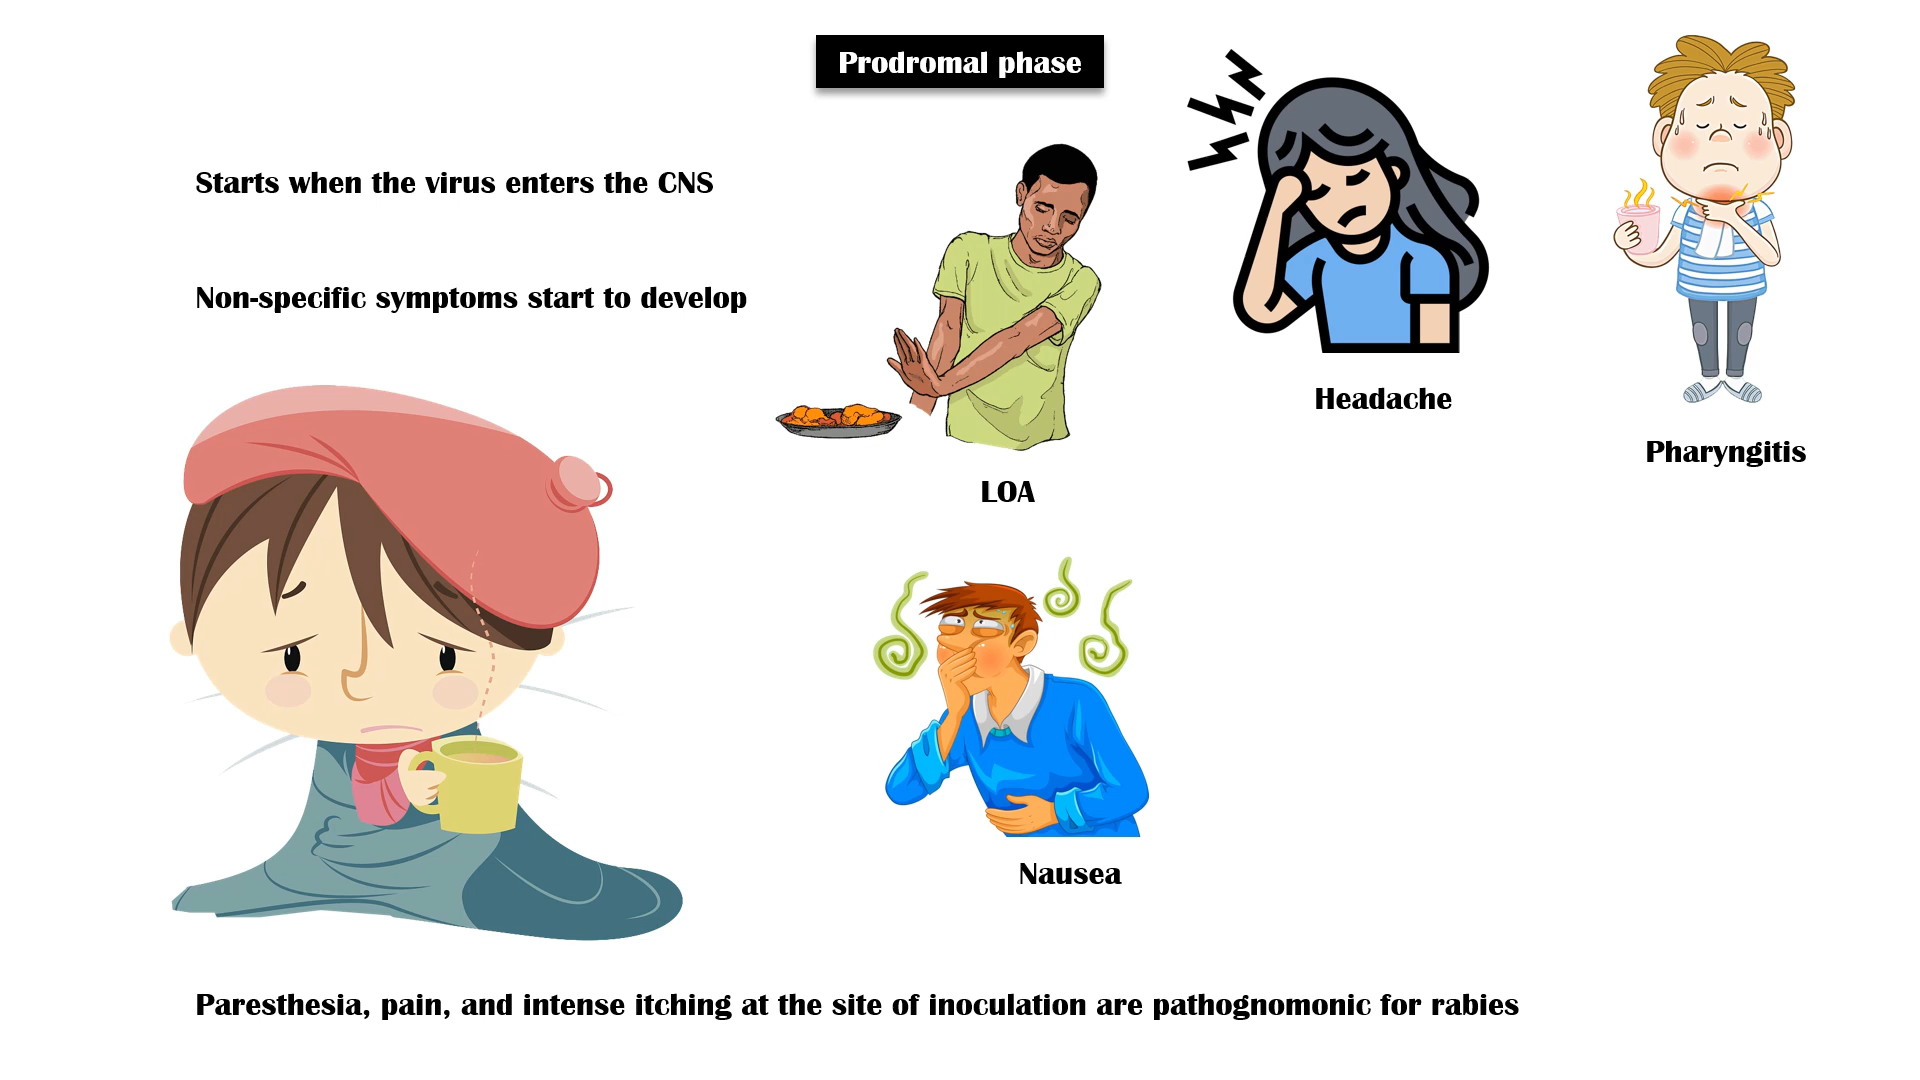 Prodromal phase
Starts when the virus enters the CNS
Non-specific symptoms start to develop
Headache
Pharyngitis
LOA
Nausea
Paresthesia, pain, and intense itching at the site of inoculation are pathognomonic for rabies